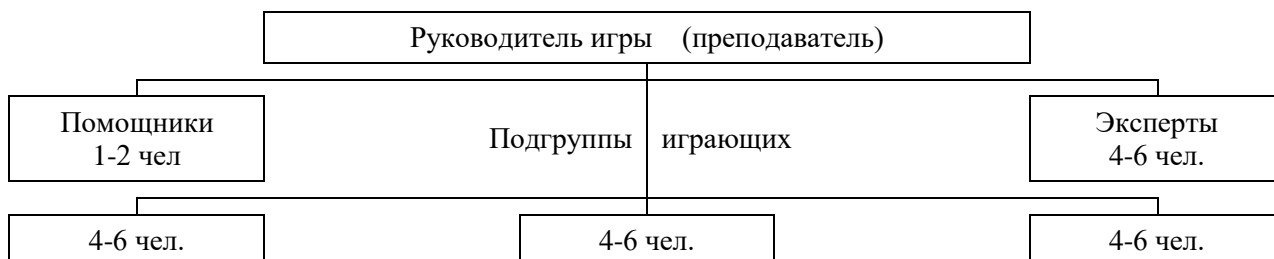 Руководитель игры (преподаватель)
Помощники
1-2 чел
Подгруппы играющих
Эксперты
4-6 чел.
4-6 чел.
4-6 чел.
4-6 чел.